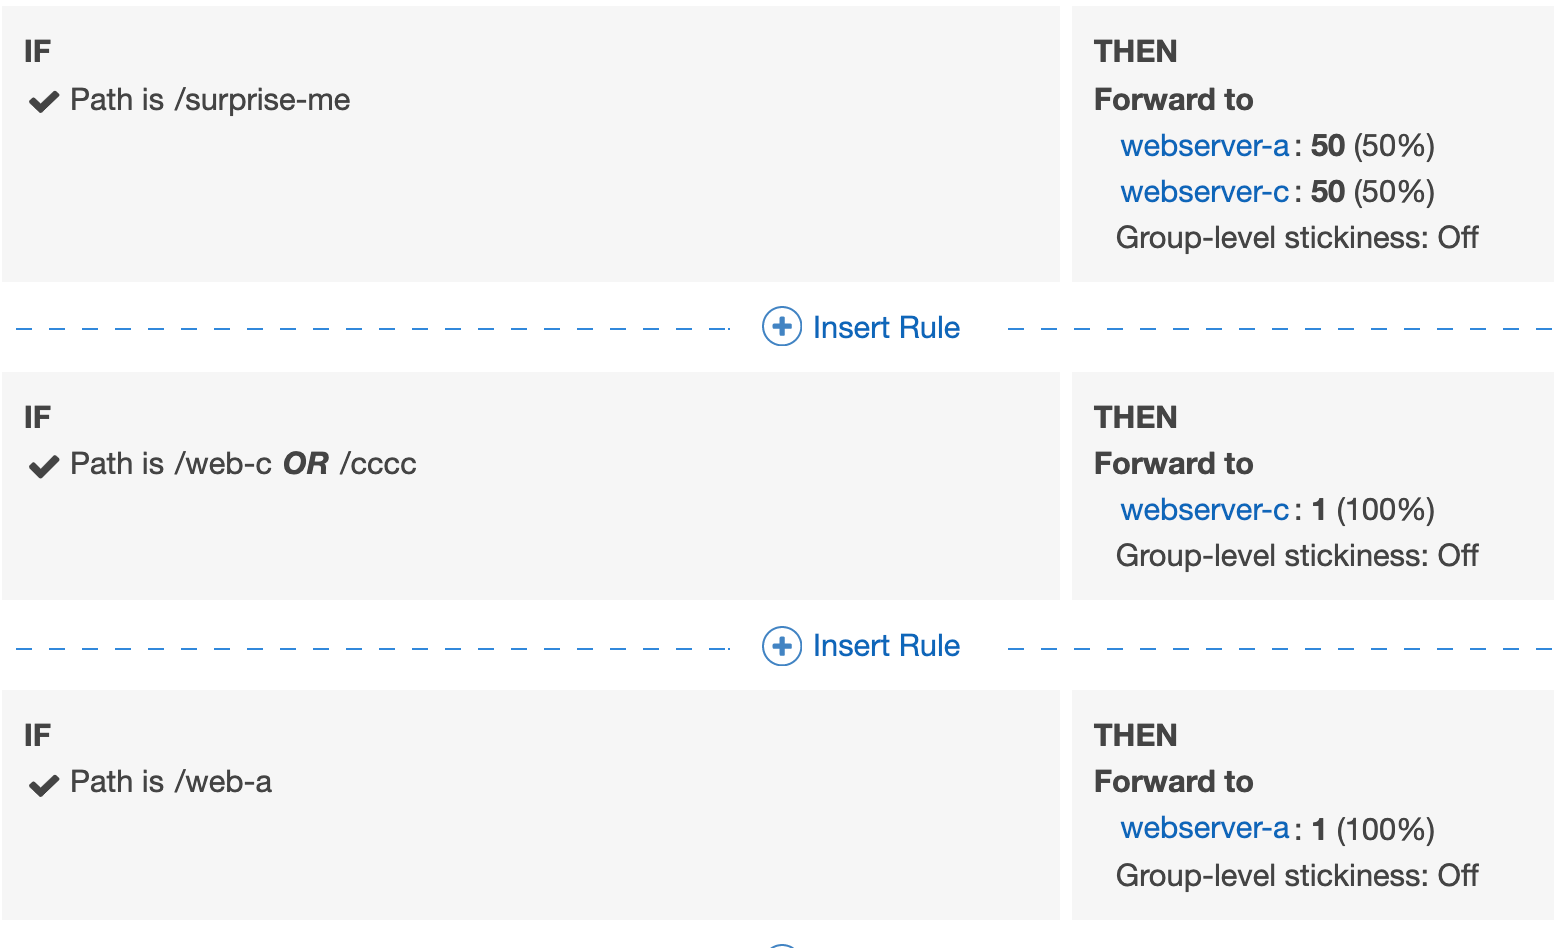 IF
Path is /surprise-me
THEN
Forward to
webserver-a: 50 (50%)
webserver-c: 50 (50%)
Group-level stickiness: Off
Insert Rule
IF
Path is /web-c OR /cccc
THEN
Forward to
webserver-c: 1 (100%)
Group-level stickiness: Off
Insert Rule
IF
Path is /web-a
THEN
Forward to
webserver-a: 1 (100%)
Group-level stickiness: Off